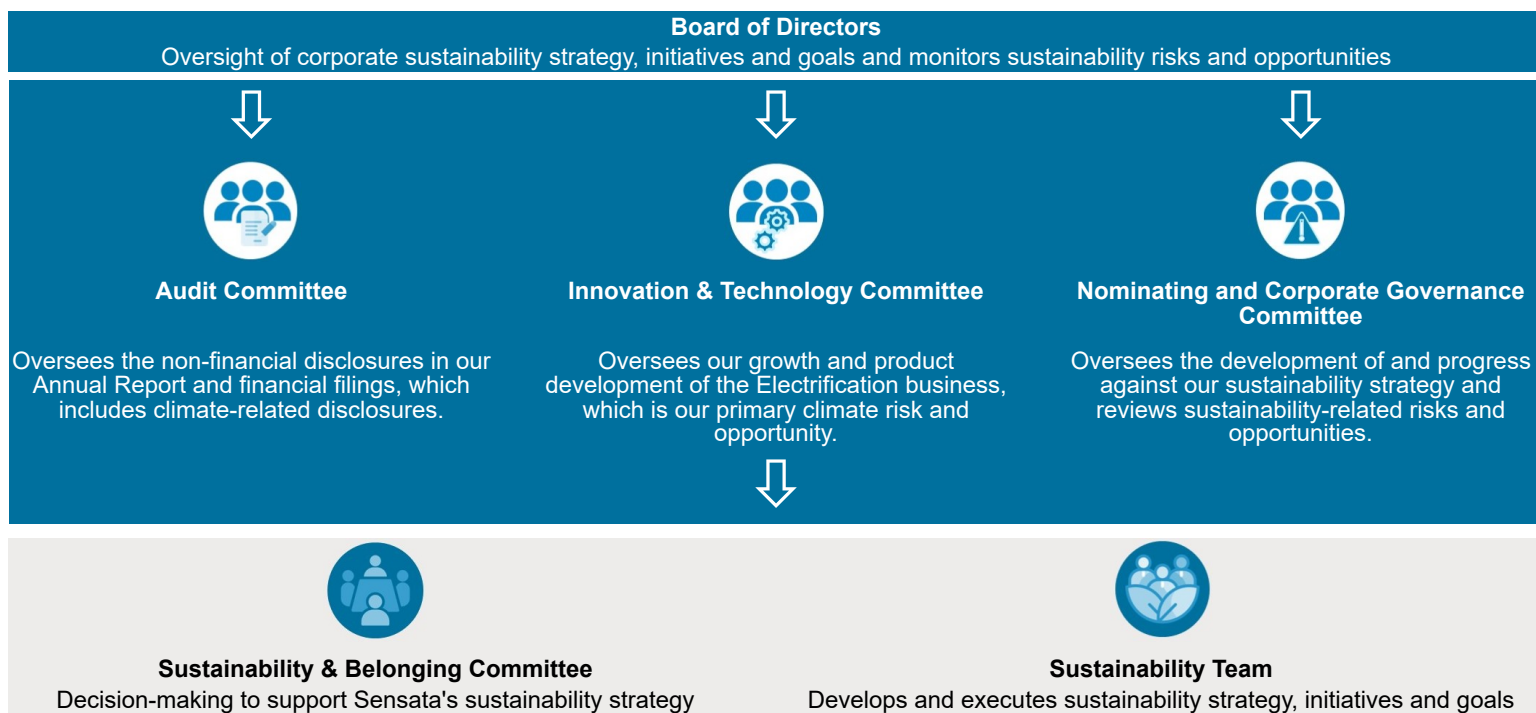 Board of Directors
Oversight of corporate sustainability strategy, initiatives and goals and monitors sustainability risks and opportunities
Audit Committee
Oversees the non-financial disclosures in our
Annual Report and financial filings, which
includes climate-related disclosures.
Innovation & Technology Committee
Oversees our growth and product
development of the Electrification business,
which is our primary climate risk and
opportunity.
Nominating and Corporate Governance
Committee
Oversees the development of and progress
against our sustainability strategy and
reviews sustainability-related risks and
opportunities.
Sustainability & Belonging Committee
Decision-making to support Sensata's sustainability strategy
Sustainability Team
Develops and executes sustainability strategy, initiatives and goals